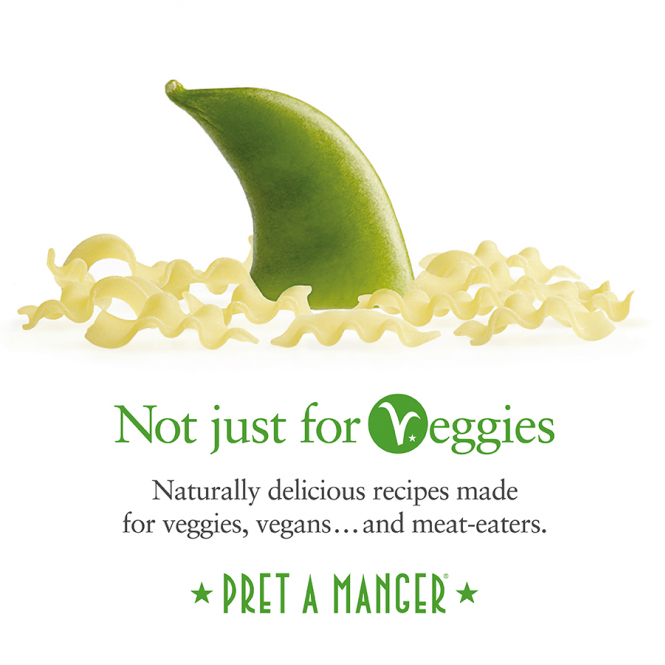 Not just for Veggies
Naturally delicious recipes made
for veggies, vegans...and meat-eaters.
★ PRET A MANGER® ★